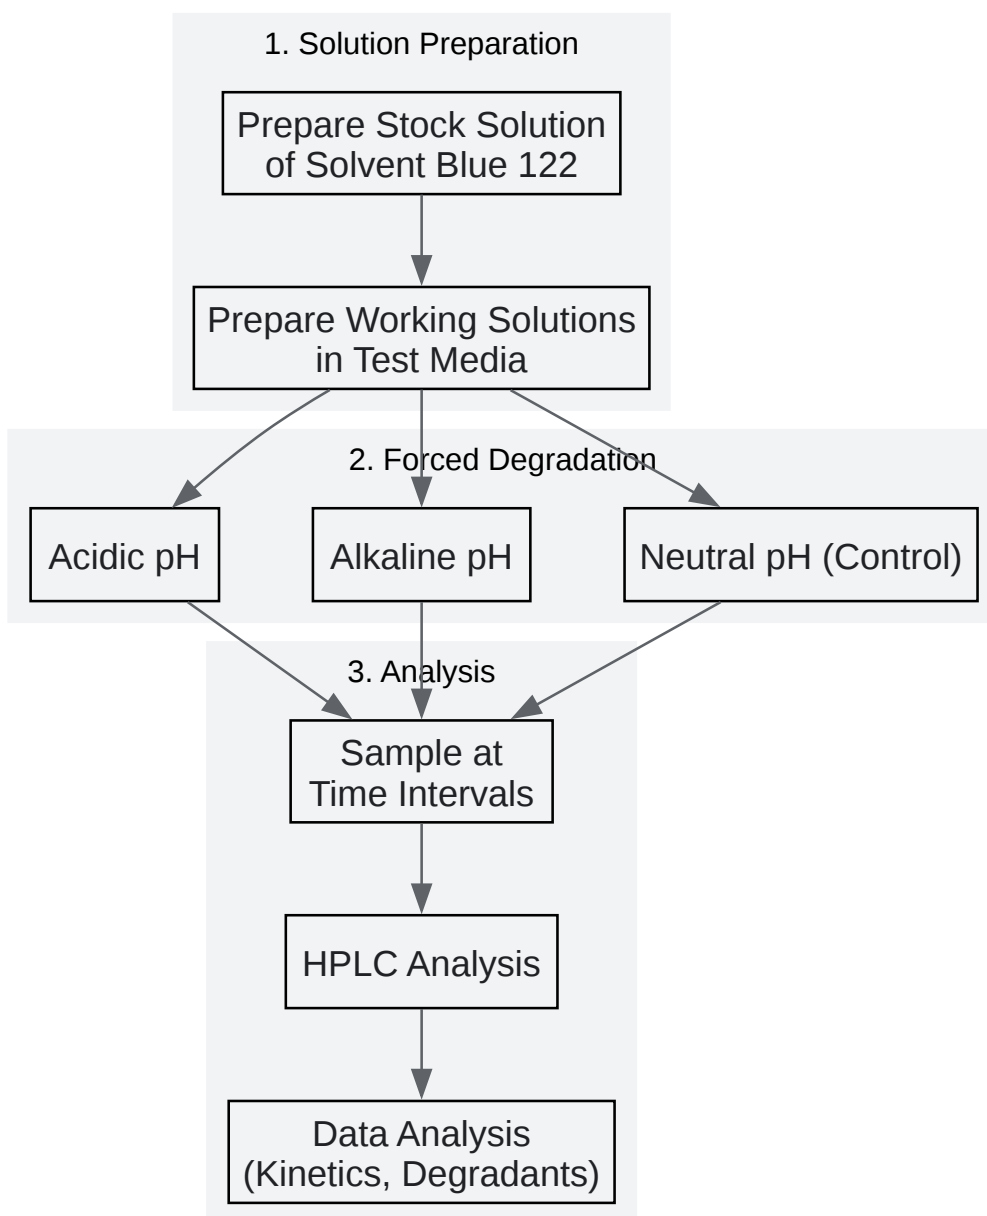 1. Solution Preparation
Prepare Stock Solution
of Solvent Blue 122
Prepare Working Solutions
in Test Media
2. Forced Degradation
Acidic pH
Alkaline pH
Neutral pH (Control)
3. Analysis
Sample at
Time Intervals
HPLC Analysis
Data Analysis
(Kinetics, Degradants)